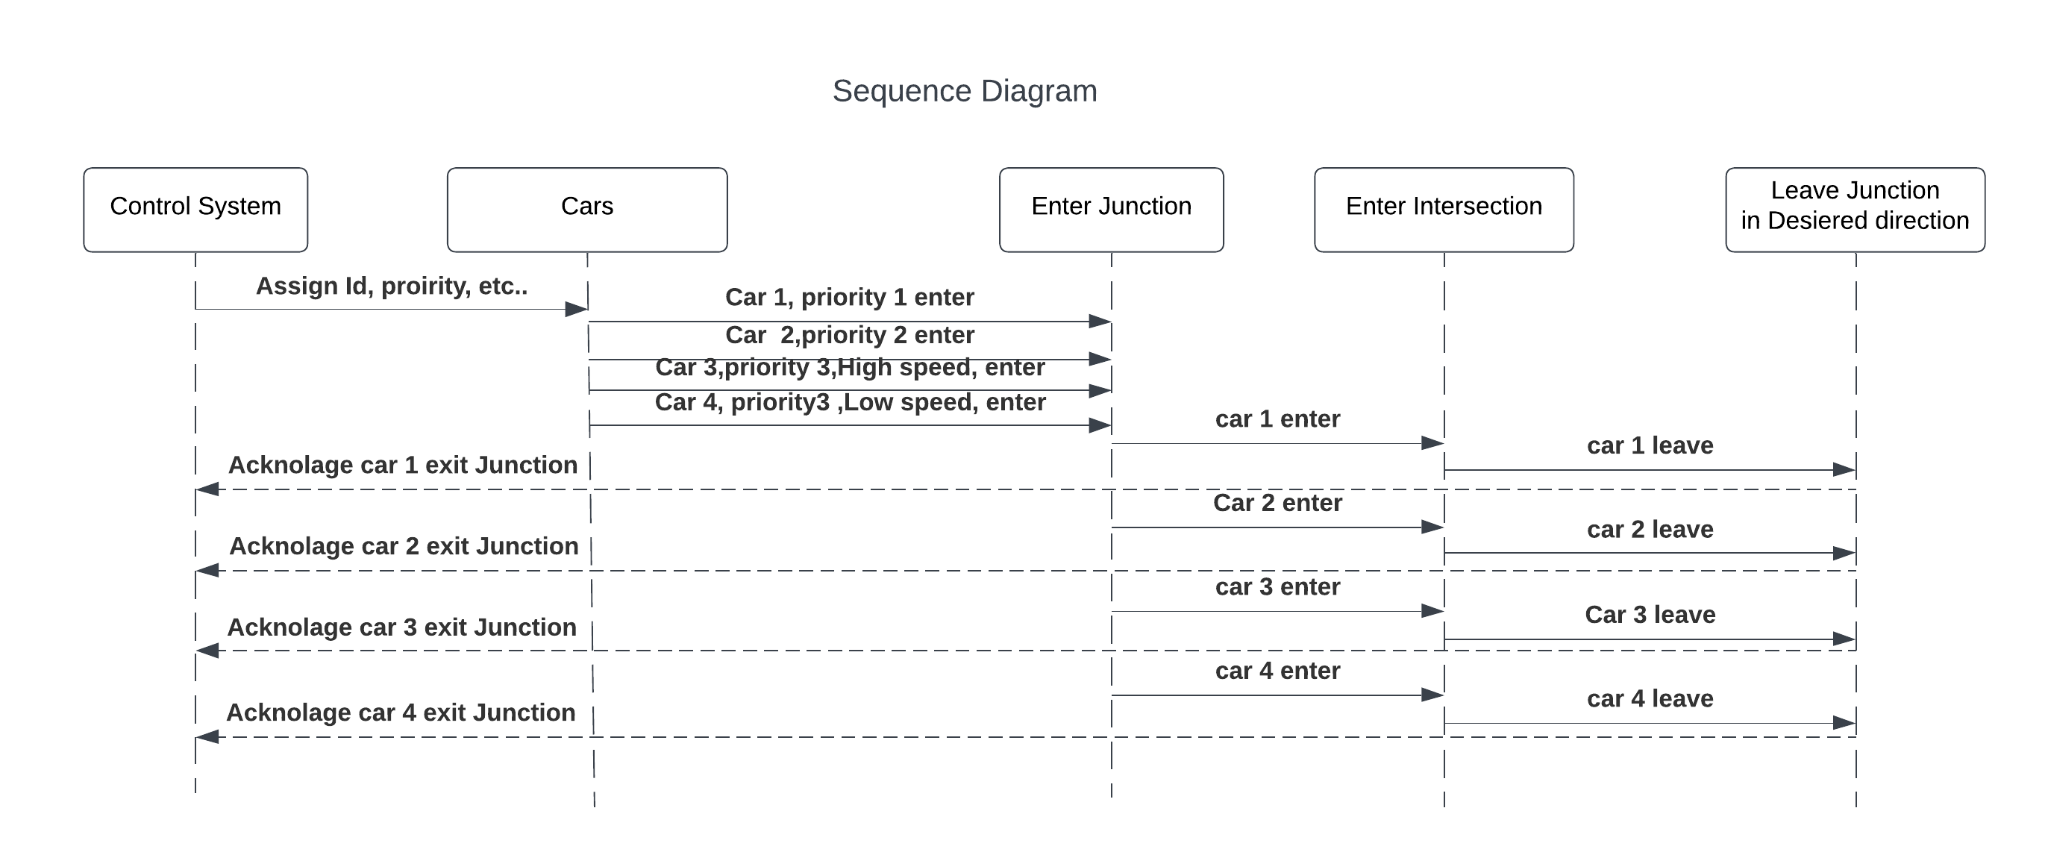 Sequence Diagram
Control System
Cars
Enter Junction
Enter Intersection
Leave Junction
in Desiered direction
Assign Id, proirity, etc..
Car 1, priority 1 enter
Car  2,priority 2 enter
Car 3,priority 3,High speed, enter
Car 4, priority3 ,Low speed, enter
car 1 enter
car 1 leave
Acknolage car 1 exit Junction
Car 2 enter
car 2 leave
Acknolage car 2 exit Junction
car 3 enter
Car 3 leave
Acknolage car 3 exit Junction
car 4 enter
car 4 leave
Acknolage car 4 exit Junction